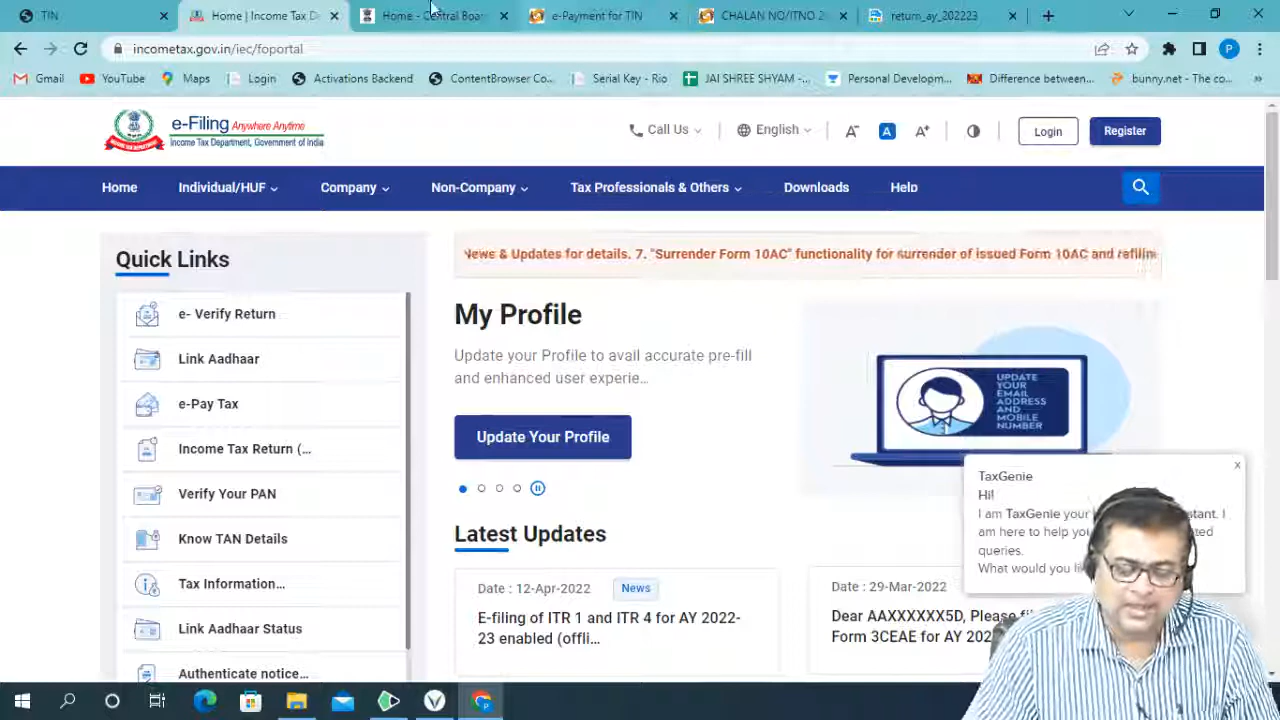 TIN
Home | Income Tax D
Home - Central Boar
e-Payment for TIN
CHALAN NO/ITNO 2
return_ay_202223
incometax.gov.in/iec/foportal
P
Gmail
YouTube
Maps
Login
Activations Backend
ContentBrowser Co...
Serial Key - Rio
JAI SHREE SHYAM -...
Personal Developm...
Difference between...
bunny.net - The co...
e-Filing Anywhere Anytime
Income Tax Department, Government of India
Call Us
English
A-
A
A+
Login
Register
Home
Individual/HUF
Company
Non-Company
Tax Professionals & Others
Downloads
Help
Quick Links
e- Verify Return
Link Aadhaar
e-Pay Tax
Income Tax Return (...
Verify Your PAN
Know TAN Details
Tax Information...
Link Aadhaar Status
Authenticate notice...
News & Updates for details. 7. "Surrender Form 10AC" functionality for surrender of issued Form 10AC and refilin
My Profile
Update your Profile to avail accurate pre-fill
and enhanced user experie...
Update Your Profile
UPDATE
YOUR
EMAIL
ADDRESS
AND
MOBILE
NUMBER
Latest Updates
Date : 12-Apr-2022
News
E-filing of ITR 1 and ITR 4 for AY 2022-
23 enabled (offli...
Date : 29-Mar-2022
Dear AAXXXXXX5D, Please fi
Form 3CEAE for AY 202
x
TaxGenie
Hi!
I am TaxGenie your stant. I
am here to help you ted
queries.
What would you li